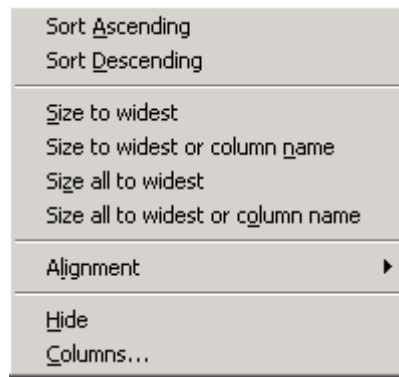 Sort Ascending
Sort Descending
Size to widest
Size to widest or column name
Size all to widest
Size all to widest or column name
Alignment
Hide
Columns...